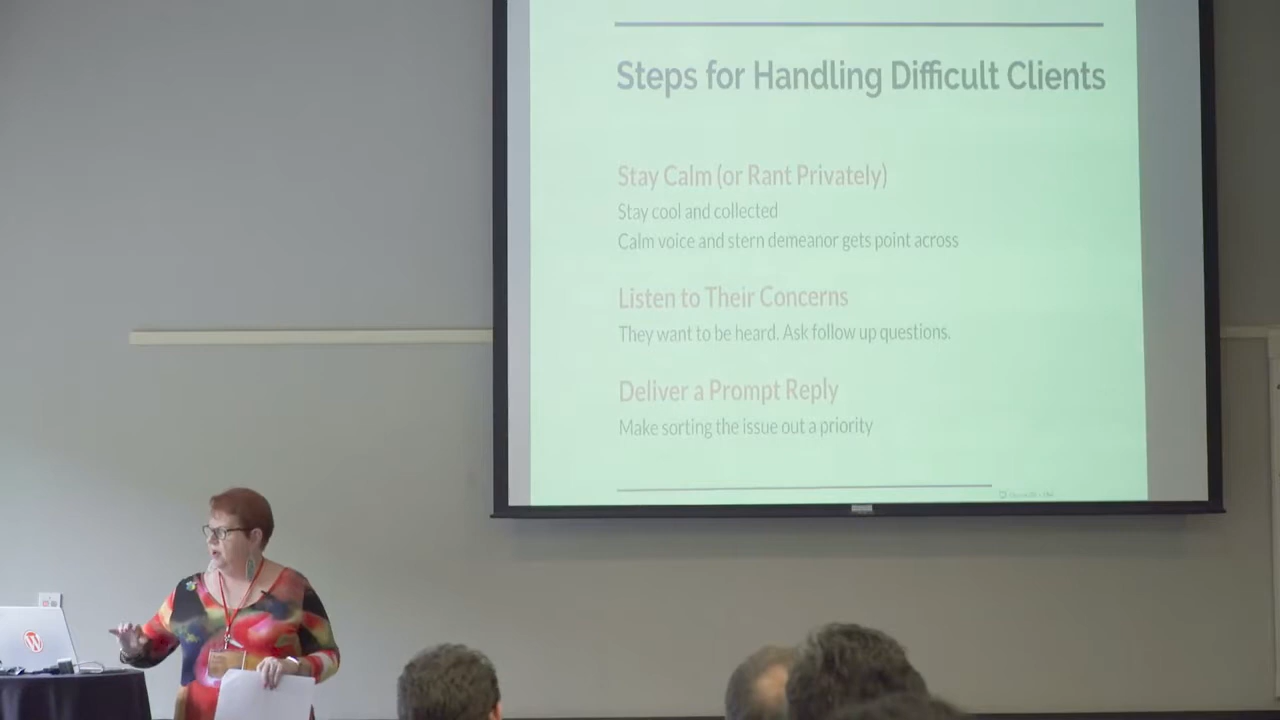 Steps for Handling Difficult Clients
Stay Calm (or Rant Privately)
Stay cool and collected
Calm voice and stern demeanor gets point across
Listen to Their Concerns
They want to be heard. Ask follow up questions.
Deliver a Prompt Reply
Make sorting the issue out a priority